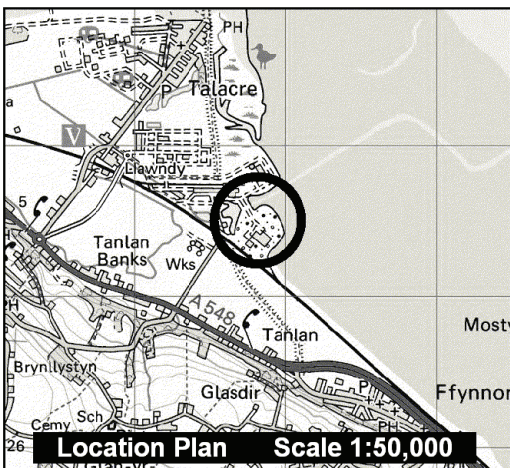 PH
Talacre
P
a
V
Llawndy
5
Tanlan
Banks
Wks
A 548
Tanlan
Mosty
PH
Brynllystyn
Glasdir
P
Ffynnon
Sch
Cemy
PH
26
Location Plan Scale 1:50,000